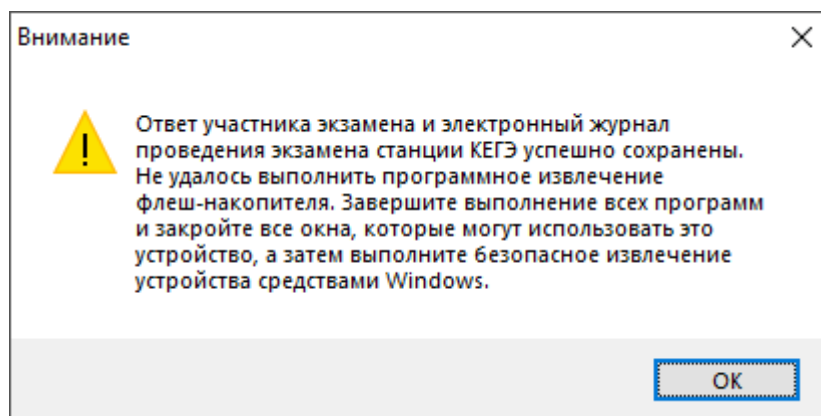 Внимание
Ответ участника экзамена и электронный журнал
проведения экзамена станции КЕГЭ успешно сохранены.
Не удалось выполнить программное извлечение
флеш-накопителя. Завершите выполнение всех программ
и закройте все окна, которые могут использовать это
устройство, а затем выполните безопасное извлечение
устройства средствами Windows.
OK